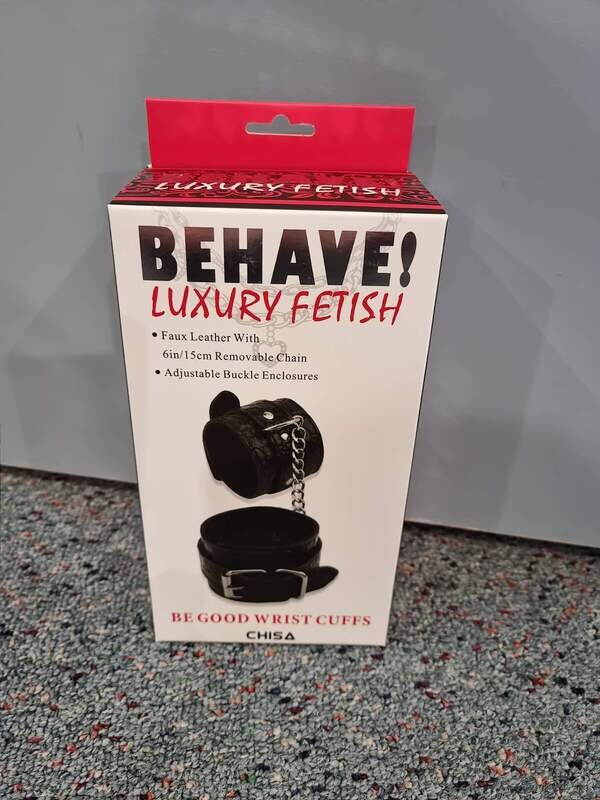 LUXURY FETISH
BEHAVE!
LUXURY FETISH
• Faux Leather With
6in/15cm Removable Chain
• Adjustable Buckle Enclosures
BE GOOD WRIST CUFFS
CHISA